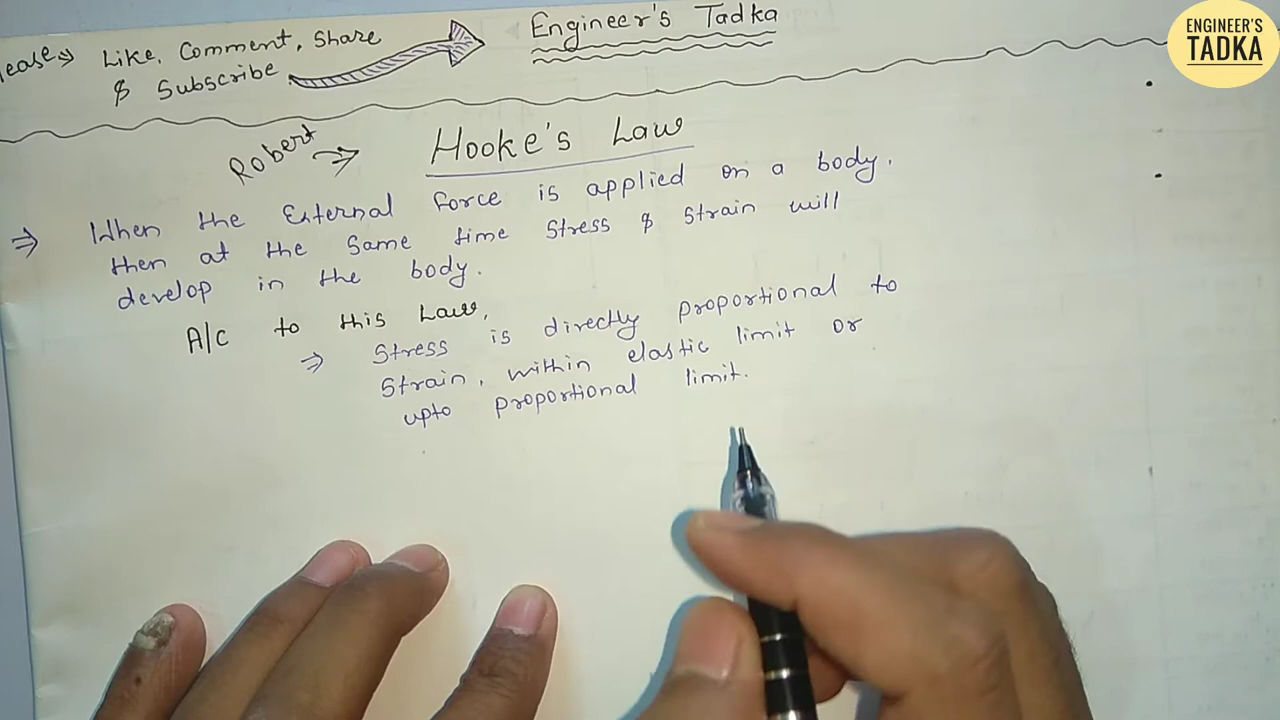 Like, Comment, Share
& Subscribe
Engineer's Tadka
ENGINEER'S
TADKA
Robert ⇒ Hooke's Law
⇒ When the External force is applied on a body.
then at the same time stress & strain will
develop in the body.
A/c to this Law,
⇒ Stress is directly proportional to
strain, within elastic limit or
upto proportional limit.